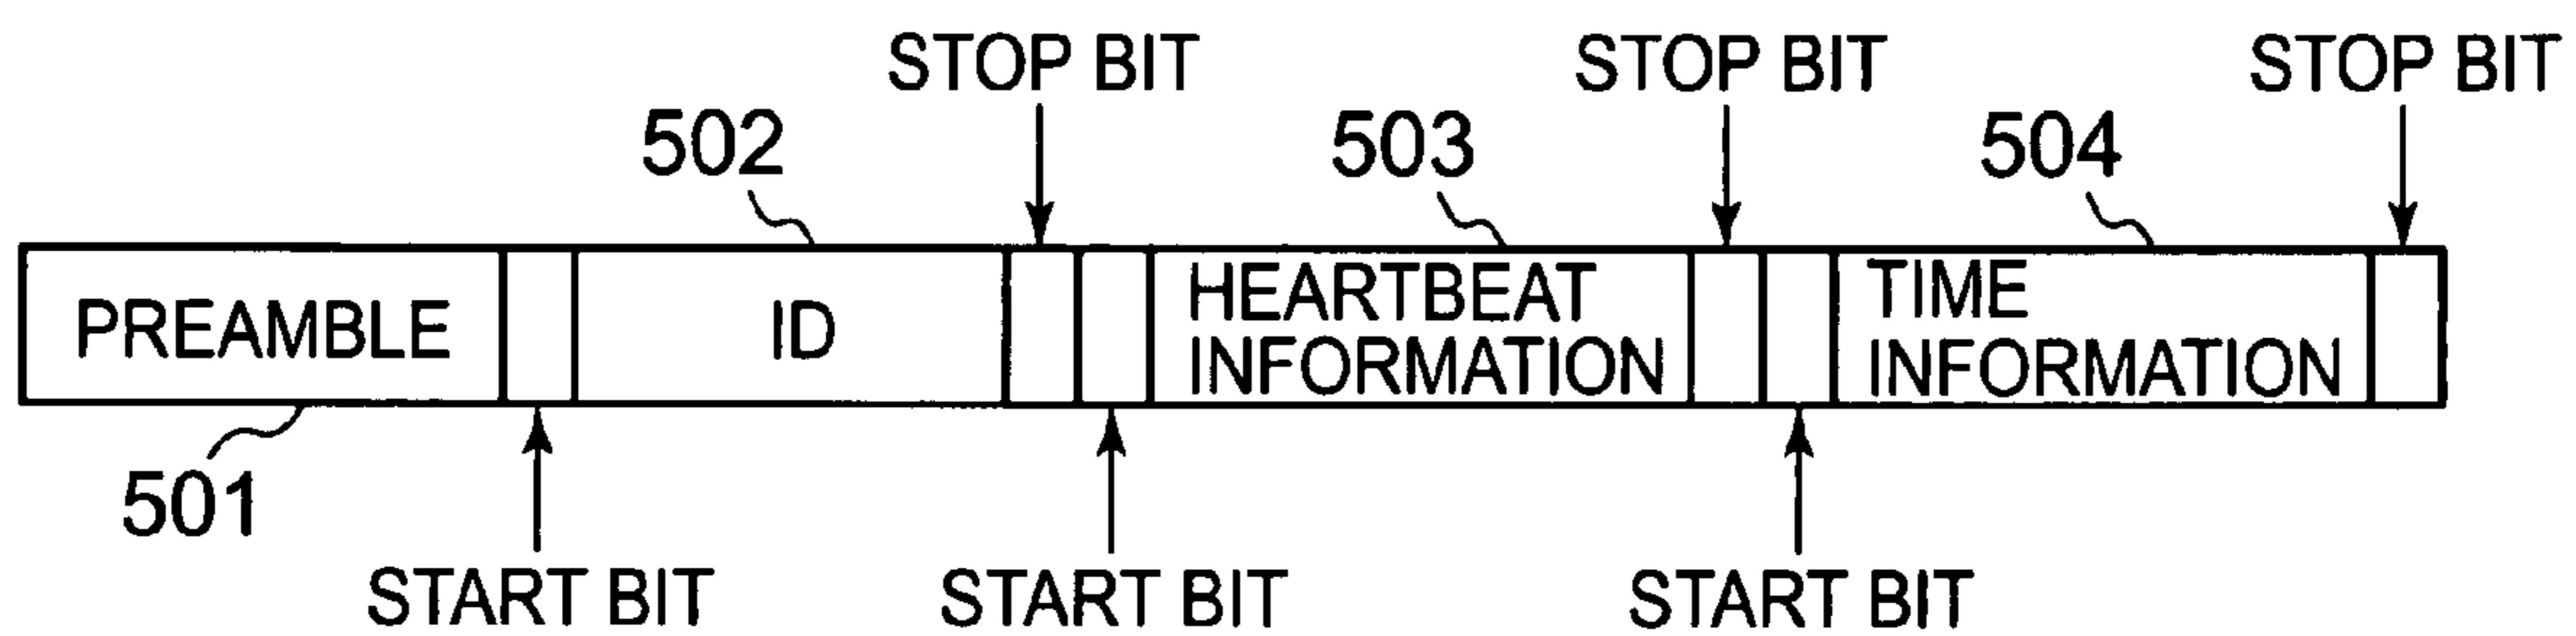 STOP BIT
STOP BIT
STOP BIT
502
503
504
PREAMBLE
ID
HEARTBEAT
INFORMATION
TIME
INFORMATION
501
START BIT
START BIT
START BIT